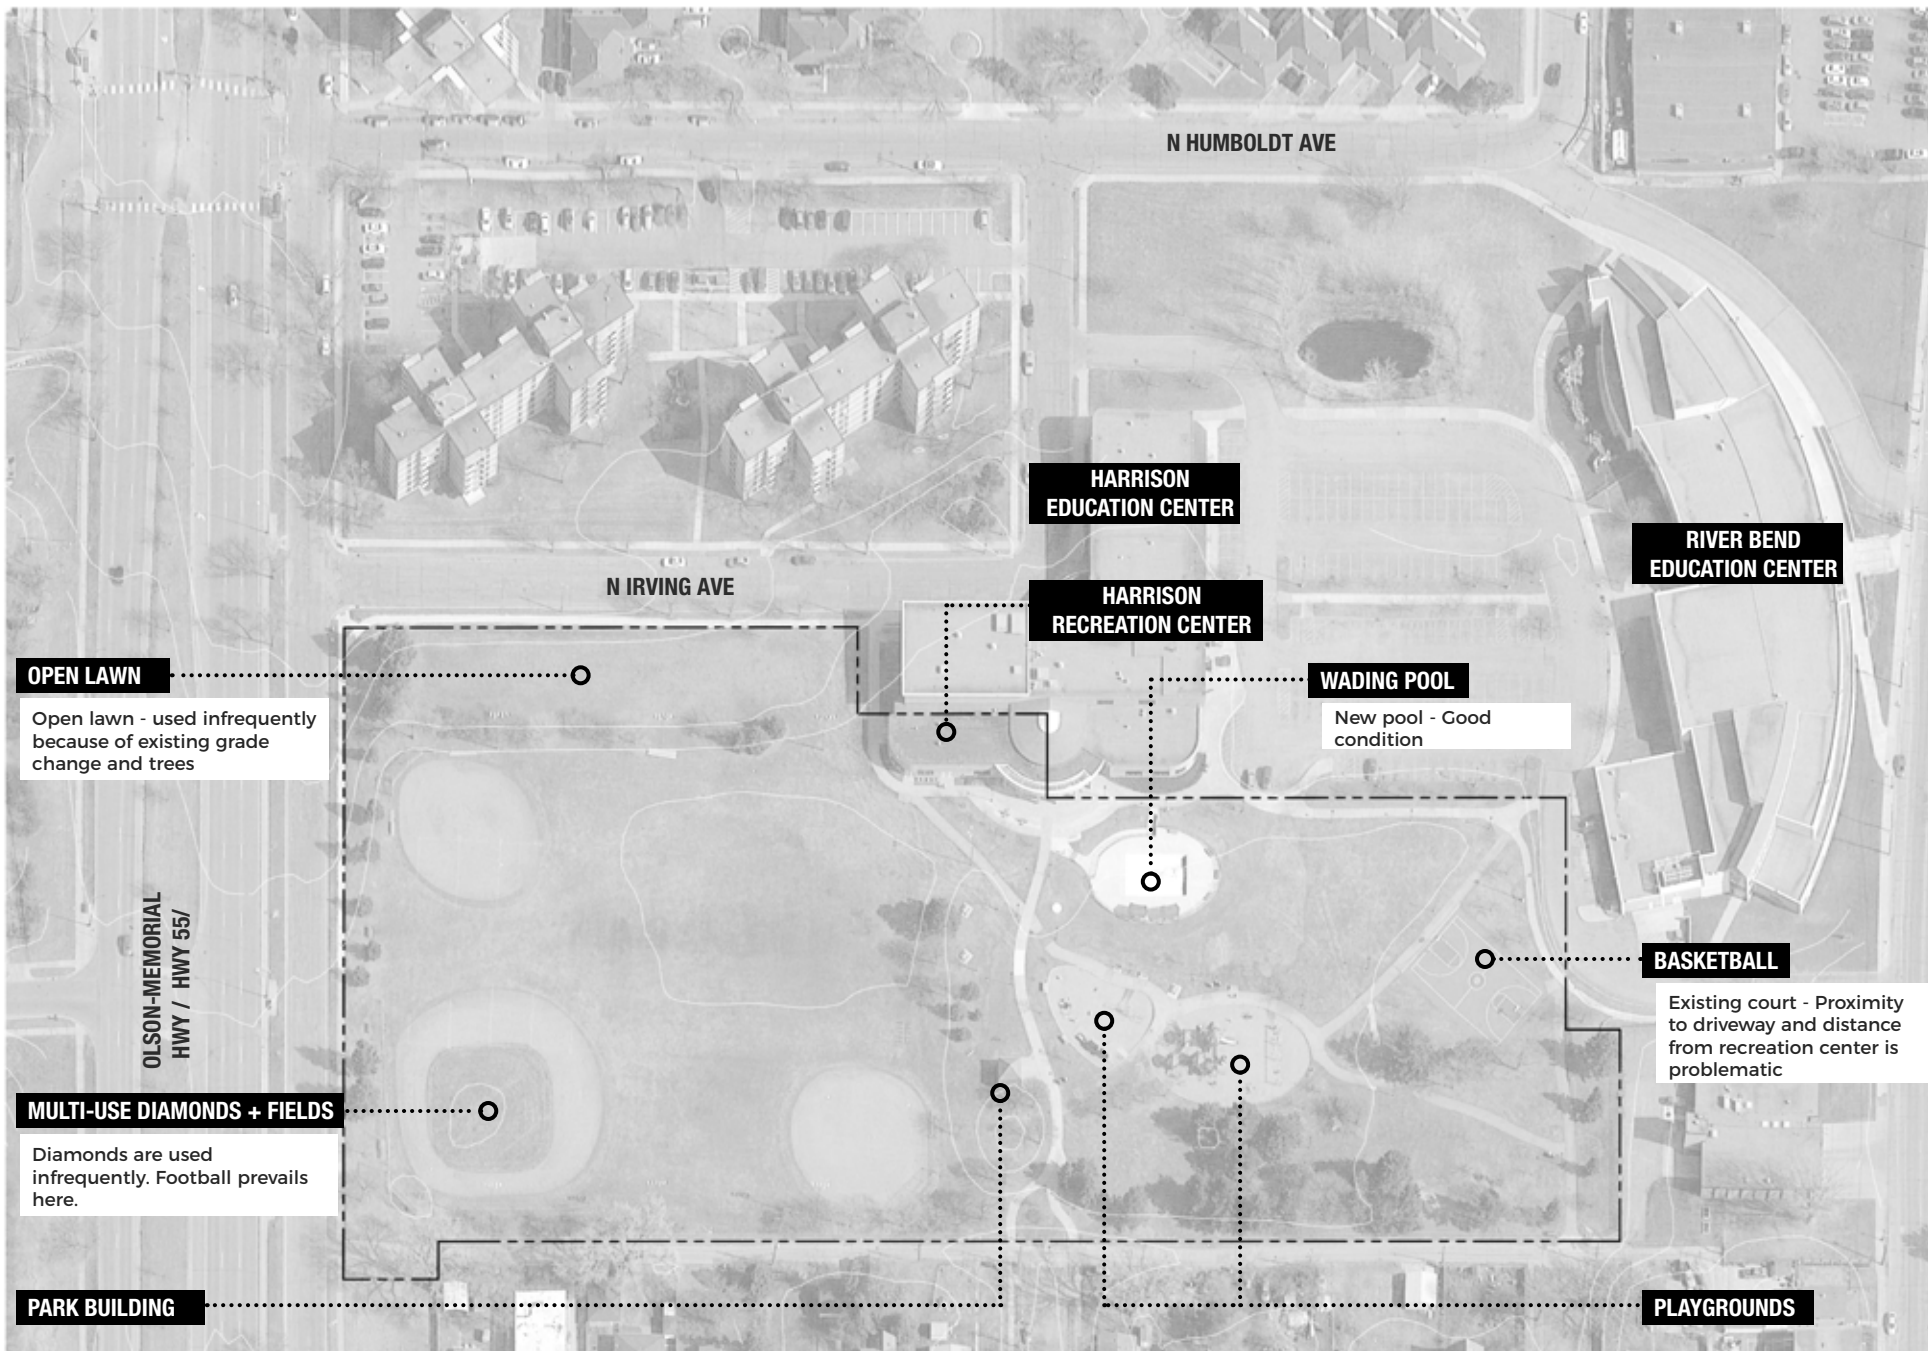 N HUMBOLDT AVE
HARRISON
EDUCATION CENTER
RIVER BEND
EDUCATION CENTER
N IRVING AVE
HARRISON
RECREATION CENTER
OPEN LAWN
Open lawn - used infrequently
because of existing grade
change and trees
WADING POOL
New pool - Good
condition
OLSON-MEMORIAL
HWY / HWY 55/
BASKETBALL
Existing court - Proximity
to driveway and distance
from recreation center is
problematic
MULTI-USE DIAMONDS + FIELDS
Diamonds are used
infrequently. Football prevails
here.
PARK BUILDING
PLAYGROUNDS